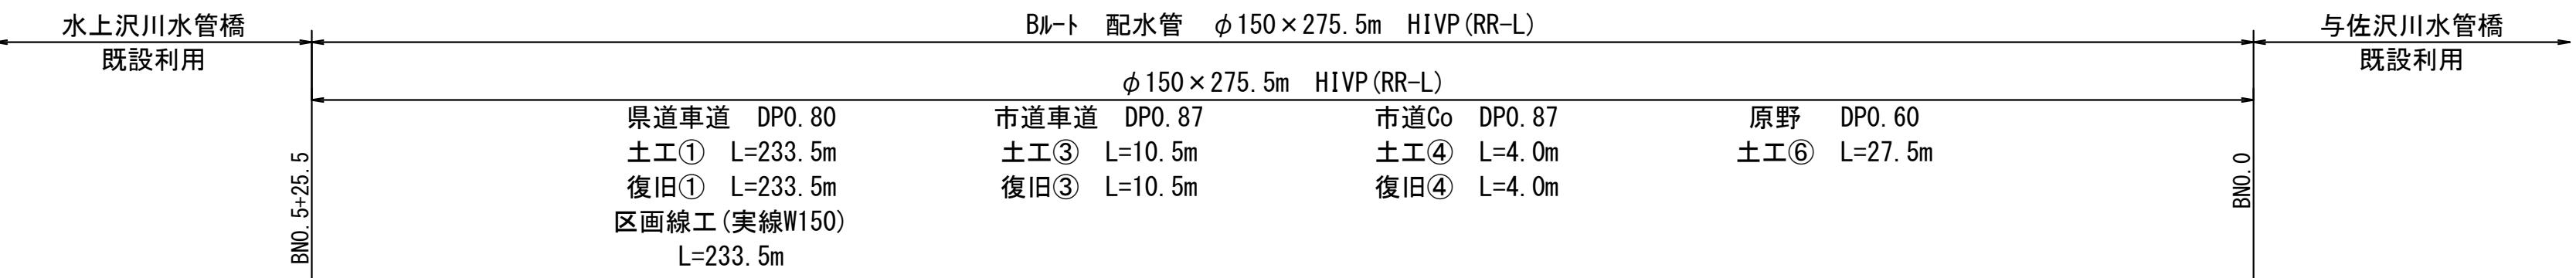 水上沢川水管橋
既設利用
Bルート 配水管 φ150×275.5m HIVP(RR-L)
与佐沢川水管橋
既設利用
φ150×275.5m HIVP(RR-L)
県道車道 DP0.80
土工① L=233.5m
復旧① L=233.5m
区画線工(実線W150)
L=233.5m
市道車道 DP0.87
土工③ L=10.5m
復旧③ L=10.5m
市道Co DP0.87
土工④ L=4.0m
復旧④ L=4.0m
原野 DP0.60
土工⑥ L=27.5m
BNO.5+25.5
BNO.0